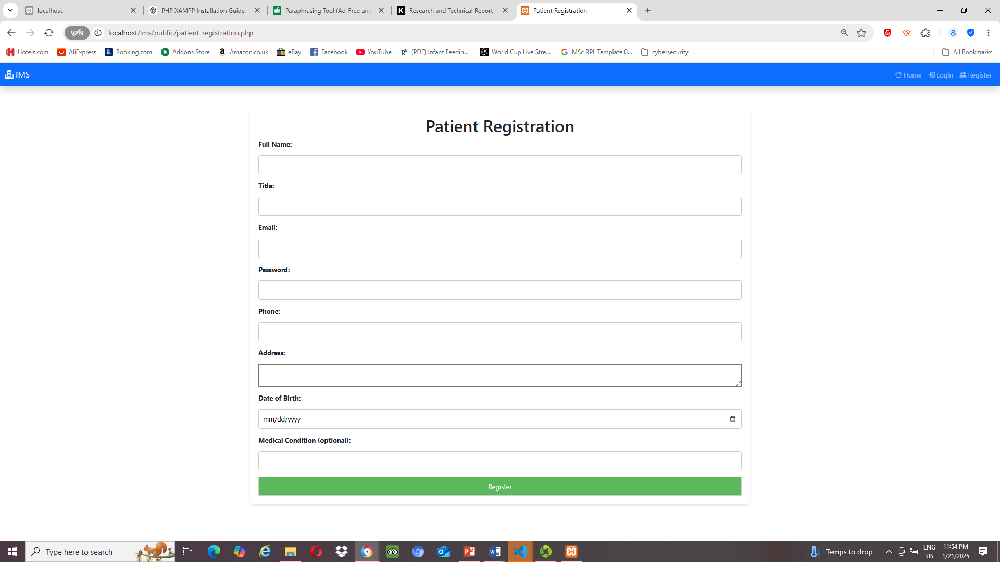 localhost
PHP XAMPP Installation Guide
Paraphrasing Tool (Ad-Free and
Research and Technical Report
Patient Registration
VPN
localhost/ims/public/patient_registration.php
Hotels.com
AliExpress
Booking.com
Addons Store
Amazon.co.uk
eBay
Facebook
YouTube
(PDF) Infant Feedin...
World Cup Live Stre...
MSc RPL Template 0...
cybersecurity
All Bookmarks
IMS
Home
Login
Register
Patient Registration
Full Name:
Title:
Email:
Password:
Phone:
Address:
Date of Birth:
mm/dd/yyyy
Medical Condition (optional):
Register
Type here to search
Temps to drop
ENG
US
11:54 PM
1/21/2025